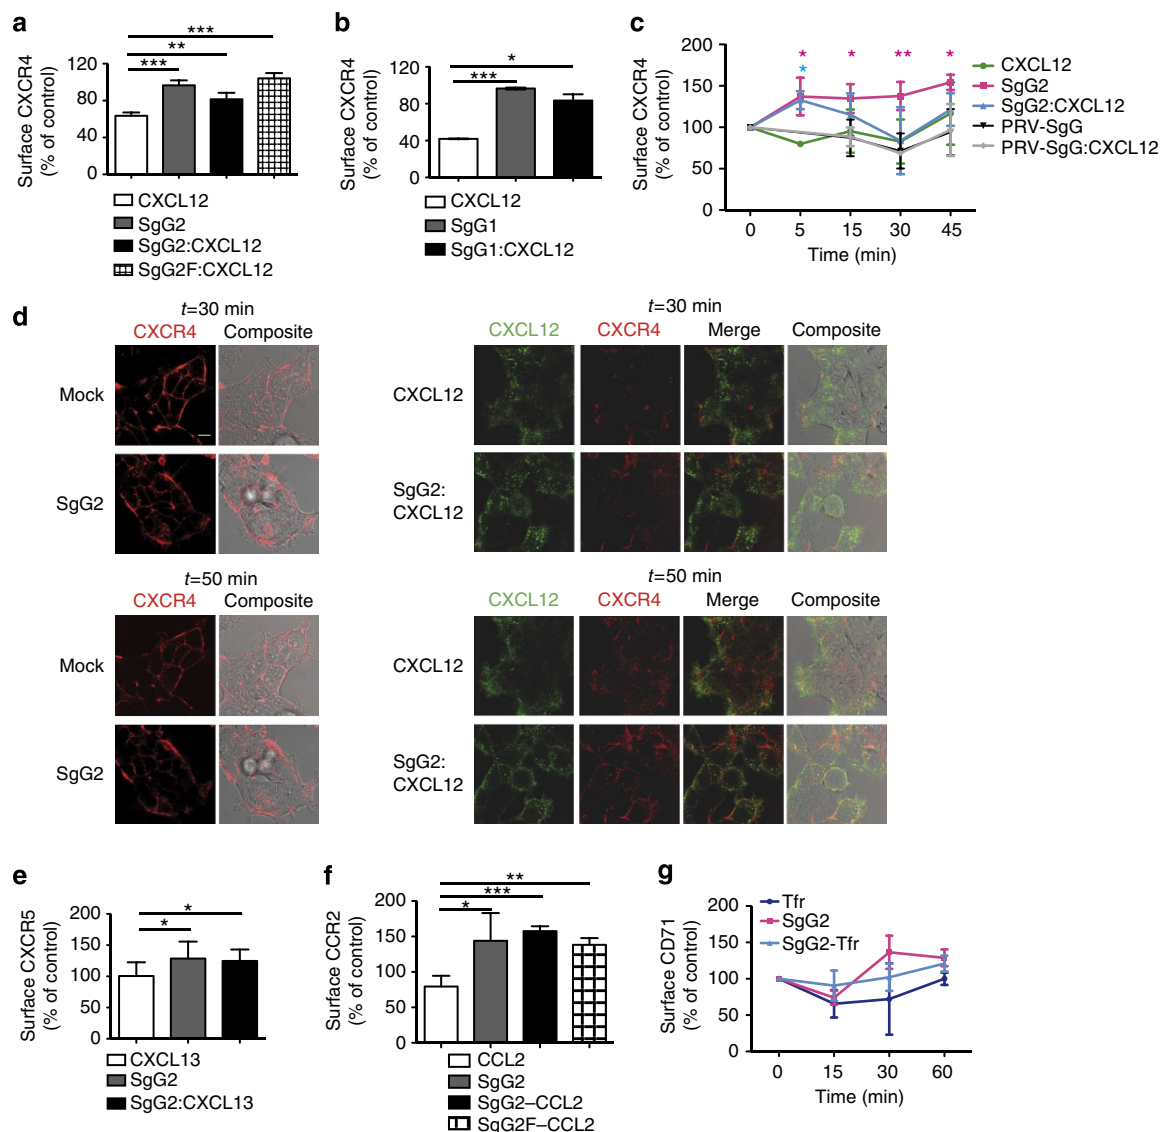 a
Surface CXCR4
(% of control)
120
80
40
0
***
**
***
CXCL12
SgG2
SgG2:CXCL12
SgG2F:CXCL12
b
Surface CXCR4
(% of control)
120
80
40
0
*
***
CXCL12
SgG1
SgG1:CXCL12
c
Surface CXCR4
(% of control)
200
150
100
50
0
* * ** *
*
0 5 15 30 45
Time (min)
CXCL12
SgG2
SgG2:CXCL12
PRV-SgG
PRV-SgG:CXCL12
d
t=30 min
CXCR4 Composite
Mock
SgG2
t=30 min
CXCL12 CXCR4 Merge Composite
CXCL12
SgG2:
CXCL12
t=50 min
CXCR4 Composite
Mock
SgG2
t=50 min
CXCL12 CXCR4 Merge Composite
CXCL12
SgG2:
CXCL12
e
Surface CXCR5
(% of control)
200
150
100
50
0
*
*
CXCL13
SgG2
SgG2:CXCL13
f
Surface CCR2
(% of control)
200
150
100
50
0
**
***
*
CCL2
SgG2
SgG2–CCL2
SgG2F–CCL2
g
Surface CD71
(% of control)
200
150
100
50
0
Tfr
SgG2
SgG2-Tfr
0 15 30 60
Time (min)